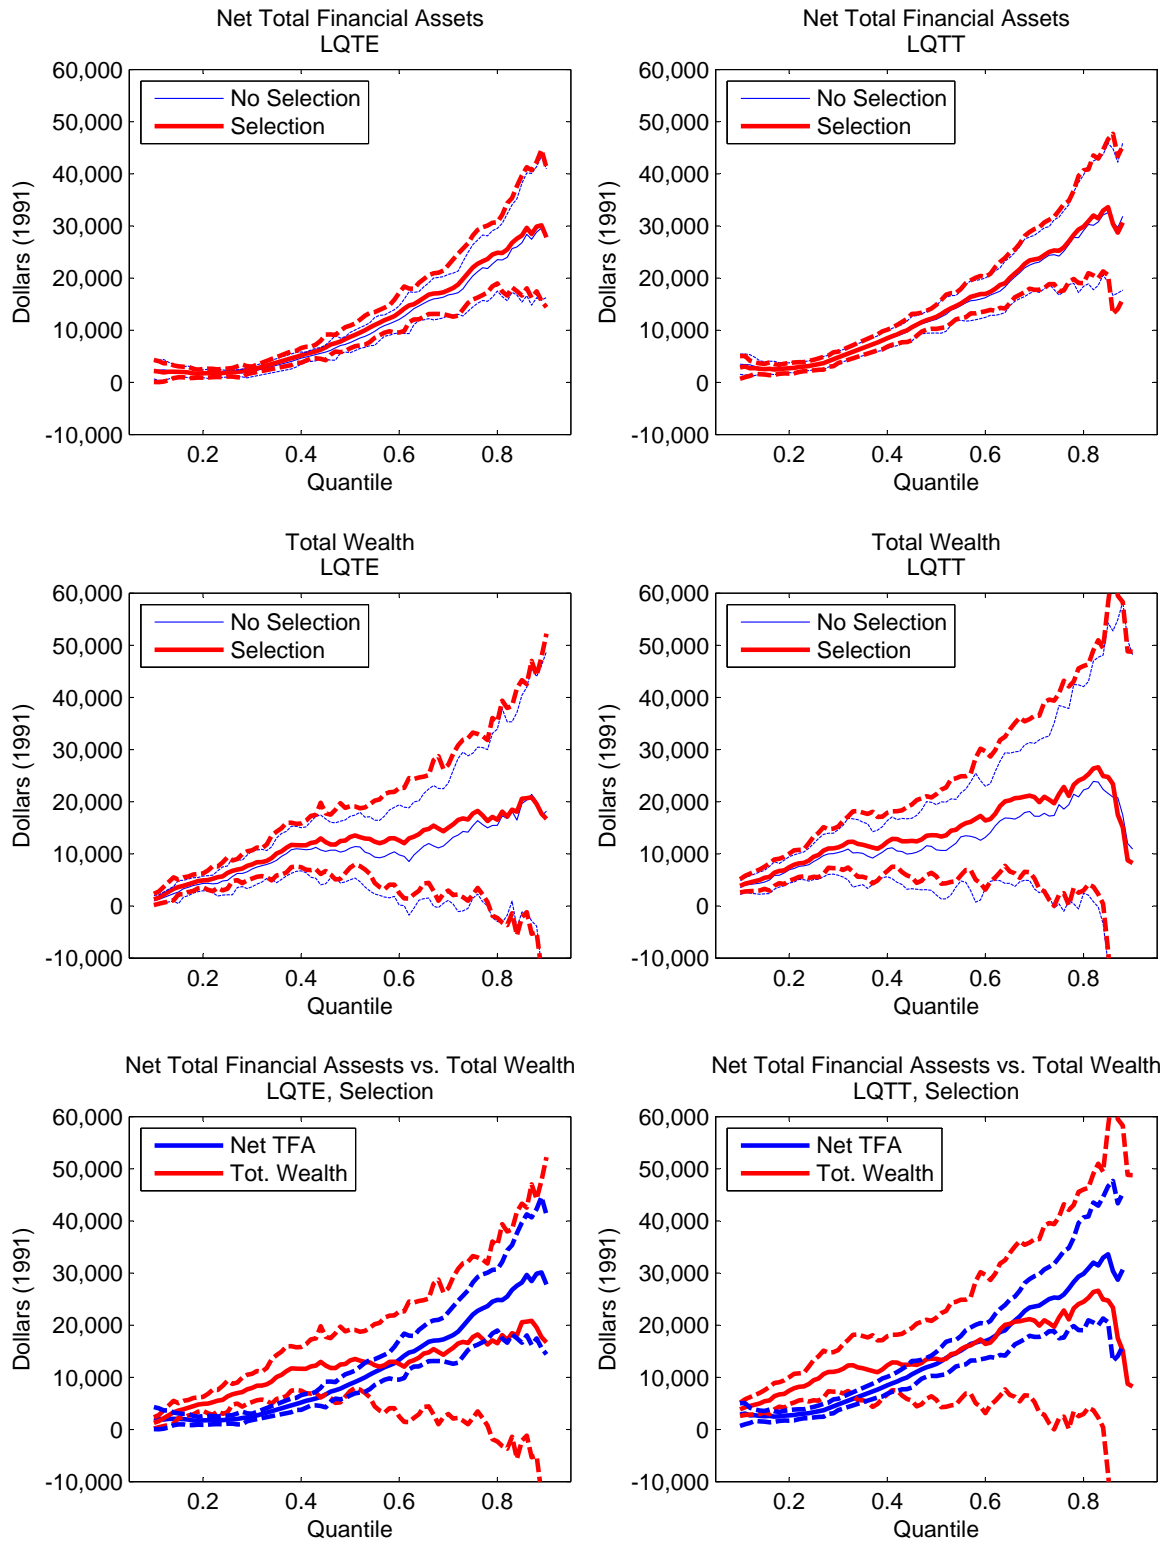 Net Total Financial Assets
LQTE
60,000
50,000
40,000
30,000
20,000
10,000
0
-10,000
Dollars (1991)
No Selection
Selection
0.2
0.4
0.6
0.8
Quantile
Net Total Financial Assets
LQTT
60,000
50,000
40,000
30,000
20,000
10,000
0
-10,000
Dollars (1991)
No Selection
Selection
0.2
0.4
0.6
0.8
Quantile
Total Wealth
LQTE
60,000
50,000
40,000
30,000
20,000
10,000
0
-10,000
Dollars (1991)
No Selection
Selection
0.2
0.4
0.6
0.8
Quantile
Total Wealth
LQTT
60,000
50,000
40,000
30,000
20,000
10,000
0
-10,000
Dollars (1991)
No Selection
Selection
0.2
0.4
0.6
0.8
Quantile
Net Total Financial Assests vs. Total Wealth
LQTE, Selection
60,000
50,000
40,000
30,000
20,000
10,000
0
-10,000
Dollars (1991)
Net TFA
Tot. Wealth
0.2
0.4
0.6
0.8
Quantile
Net Total Financial Assests vs. Total Wealth
LQTT, Selection
60,000
50,000
40,000
30,000
20,000
10,000
0
-10,000
Dollars (1991)
Net TFA
Tot. Wealth
0.2
0.4
0.6
0.8
Quantile